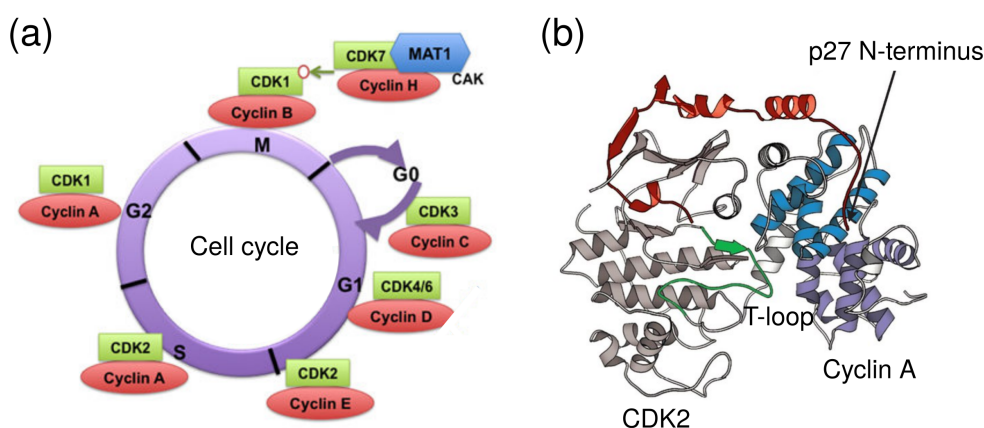 (a)
CDK7
MAT1
Cyclin H
CAK
CDK1
Cyclin B
M
G0
CDK3
Cyclin C
G1
CDK4/6
Cyclin D
CDK2
Cyclin E
S
CDK2
Cyclin A
G2
CDK1
Cyclin A
Cell cycle
(b)
p27 N-terminus
T-loop
Cyclin A
CDK2